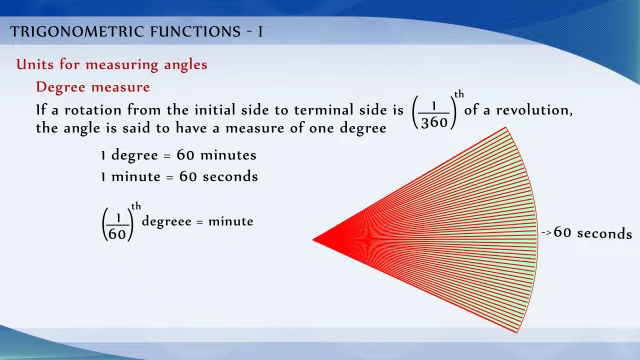 TRIGONOMETRIC FUNCTIONS - I
Units for measuring angles
Degree measure
If a rotation from the initial side to terminal side is (1/360)th of a revolution,
the angle is said to have a measure of one degree
1 degree = 60 minutes
1 minute = 60 seconds
(1/60)th degreee = minute
->60 seconds